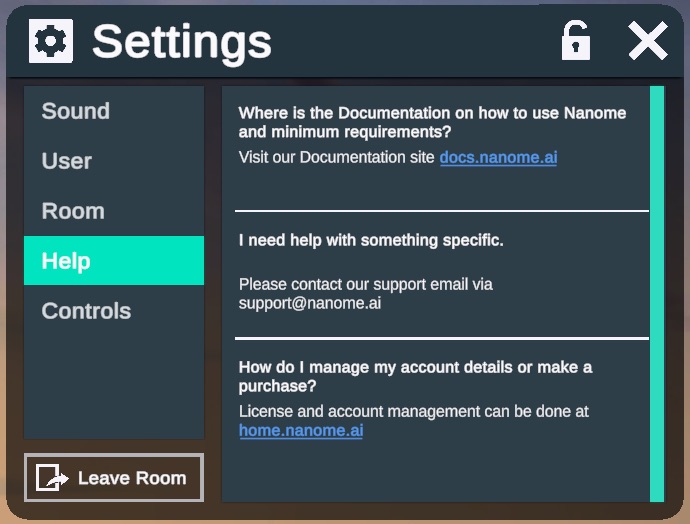 Settings
Sound
User
Room
Help
Controls
Leave Room
Where is the Documentation on how to use Nanome
and minimum requirements?
Visit our Documentation site docs.nanome.ai
I need help with something specific.
Please contact our support email via
support@nanome.ai
How do I manage my account details or make a
purchase?
License and account management can be done at
home.nanome.ai